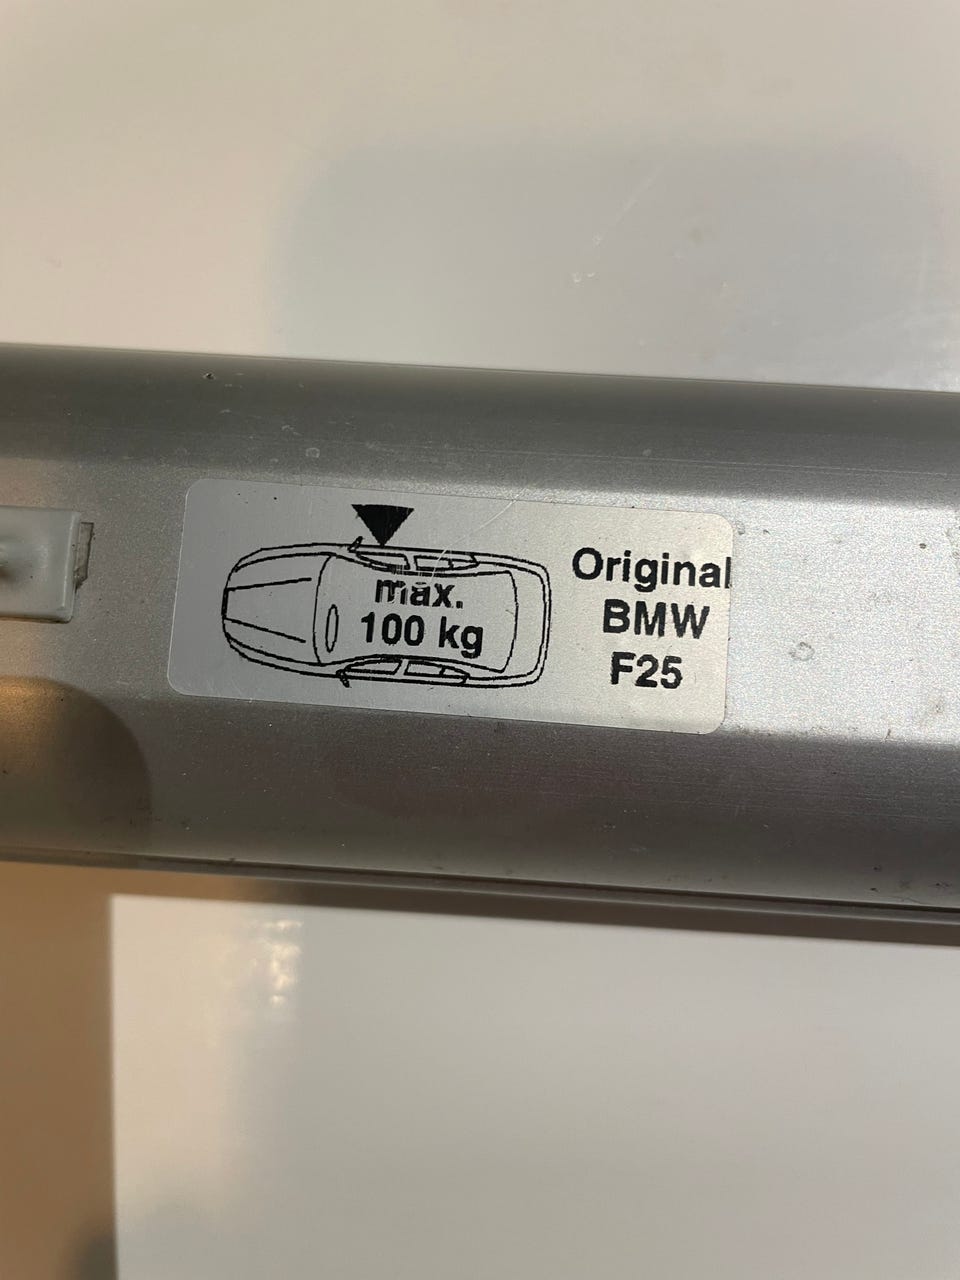 max.
100 kg
Original
BMW
F25